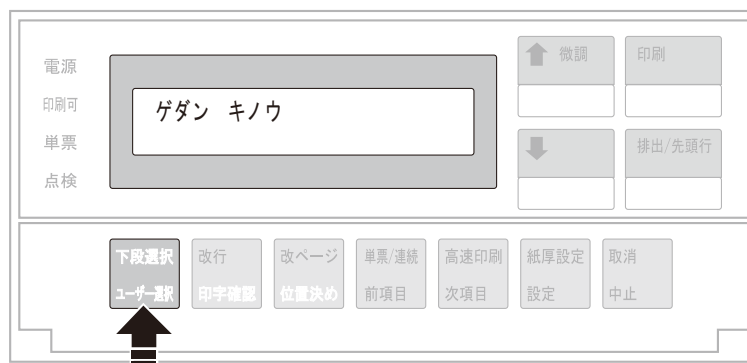 電源
印刷可
単票
点検
ゲダン キノウ
微調
印刷
排出/先頭行
下段選択
ユーザー選択
改行
印字確認
改ページ
位置決め
単票/連続
前項目
高速印刷
次項目
紙厚設定
設定
取消
中止